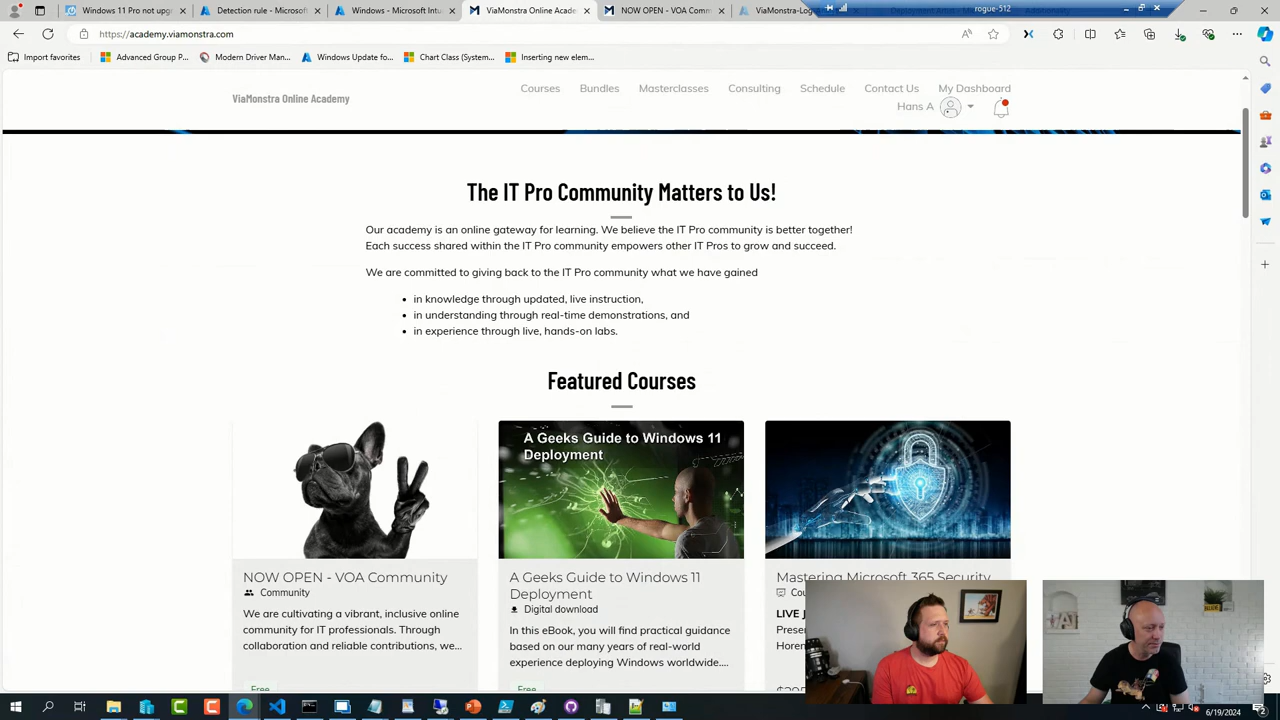 Windows 11 Pro not upgr
Detection rule - Microsof
Windows - Microsoft Intu
ViaMonstra Online Acade
NOW OPEN - VOA Comm
rogue-512
https://academy.viamonstra.com
Import favorites
Advanced Group P...
Modern Driver Man...
Windows Update fo...
Chart Class (System...
Inserting new elem...
ViaMonstra Online Academy
Courses
Bundles
Masterclasses
Consulting
Schedule
Contact Us
My Dashboard
Hans A
The IT Pro Community Matters to Us!
Our academy is an online gateway for learning. We believe the IT Pro community is better together!
Each success shared within the IT Pro community empowers other IT Pros to grow and succeed.
We are committed to giving back to the IT Pro community what we have gained
• in knowledge through updated, live instruction,
• in understanding through real-time demonstrations, and
• in experience through live, hands-on labs.
Featured Courses
NOW OPEN - VOA Community
Community
We are cultivating a vibrant, inclusive online
community for IT professionals. Through
collaboration and reliable contributions, we...
Free
A Geeks Guide to Windows 11
Deployment
A Geeks Guide to Windows 11
Deployment
Digital download
In this eBook, you will find practical guidance
based on our many years of real-world
experience deploying Windows worldwide....
Free
Mastering Microsoft 365 Security
Cou
LIVE J
Presen
Horen
6/19/2024